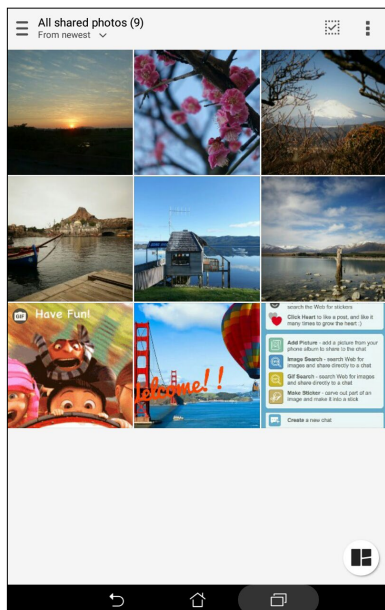 All shared photos (9)
From newest
GIF
Have Fun!
Welcome!!
search the Web for stickers
Click Heart to like a post, and like it
many times to grow the heart :)
Add Picture - add a picture from your
phone album to share to the chat
Image Search - search Web for
images and share directly to a chat
Gif Search - search Web for images
and share directly to a chat
Make Sticker - carve out part of an
image and make it into a stick
Create a new chat